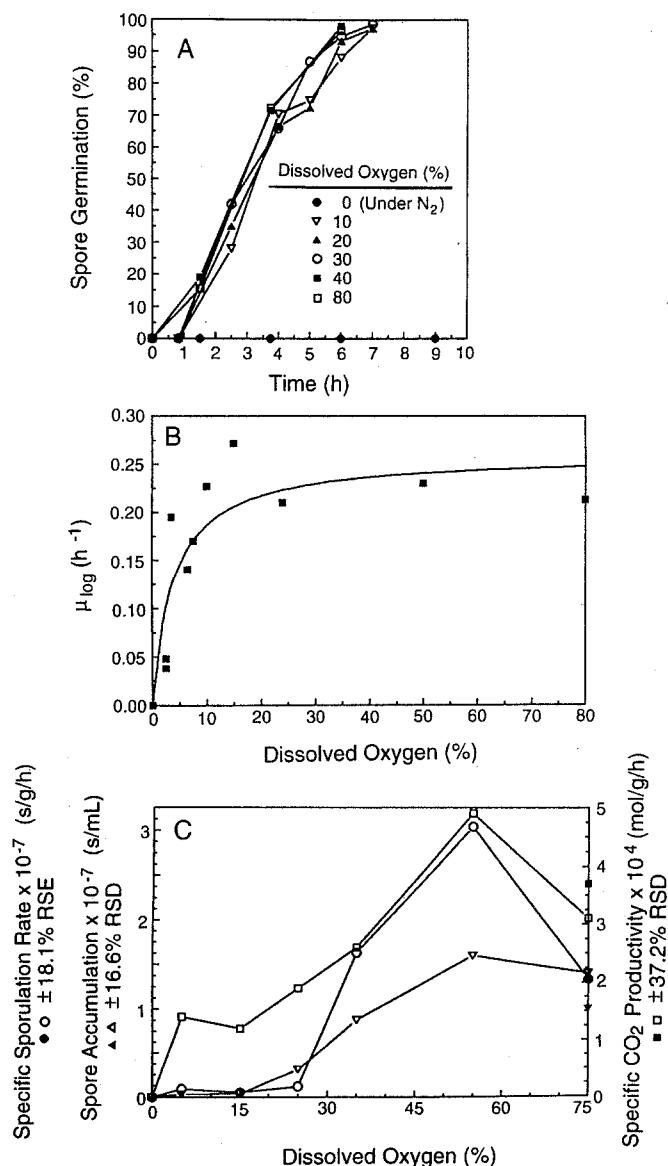 A
Spore Germination (%)
100
90
80
70
60
50
40
30
20
10
0
Dissolved Oxygen (%)
● 0 (Under N₂)
▽ 10
▲ 20
○ 30
■ 40
□ 80
0 1 2 3 4 5 6 7 8 9 10
Time (h)
B
μlog (h⁻¹)
0.30
0.25
0.20
0.15
0.10
0.05
0.00
0 10 20 30 40 50 60 70 80
Dissolved Oxygen (%)
C
Specific Sporulation Rate x 10⁻⁷ (s/g/h)
● ○ ±18.1% RSE
Spore Accumulation x 10⁻⁷ (s/mL)
▲ △ ±16.6% RSD
3
2
1
0
5
4
3
2
1
0
Specific CO₂ Productivity x 10⁴ (mol/g/h)
■ □ ±37.2% RSD
0 15 30 45 60 75
Dissolved Oxygen (%)